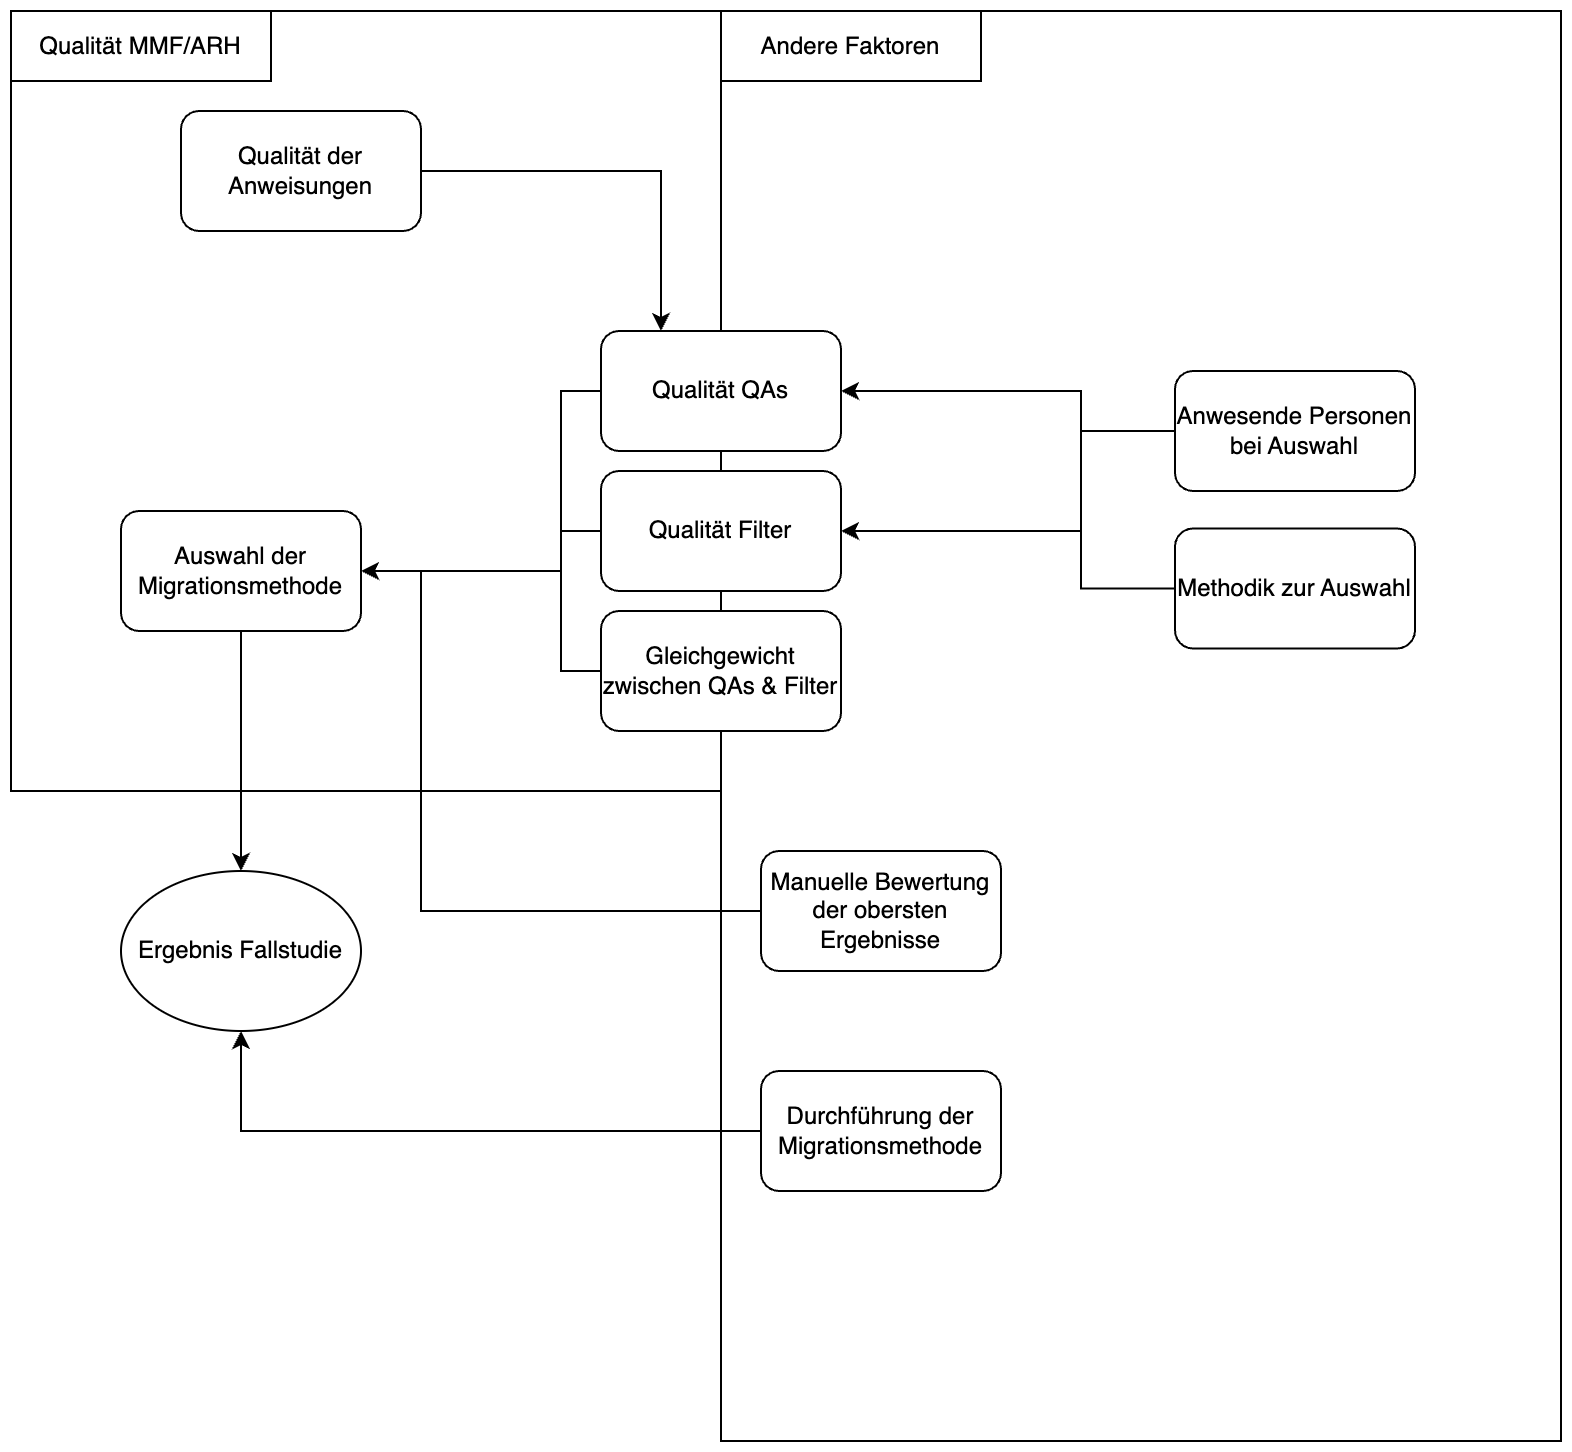 Qualität MMF/ARH
Andere Faktoren
Qualität der
Anweisungen
Qualität QAs
Anwesende Personen
bei Auswahl
Qualität Filter
Auswahl der
Migrationsmethode
Methodik zur Auswahl
Gleichgewicht
zwischen QAs & Filter
Manuelle Bewertung
der obersten
Ergebnisse
Ergebnis Fallstudie
Durchführung der
Migrationsmethode